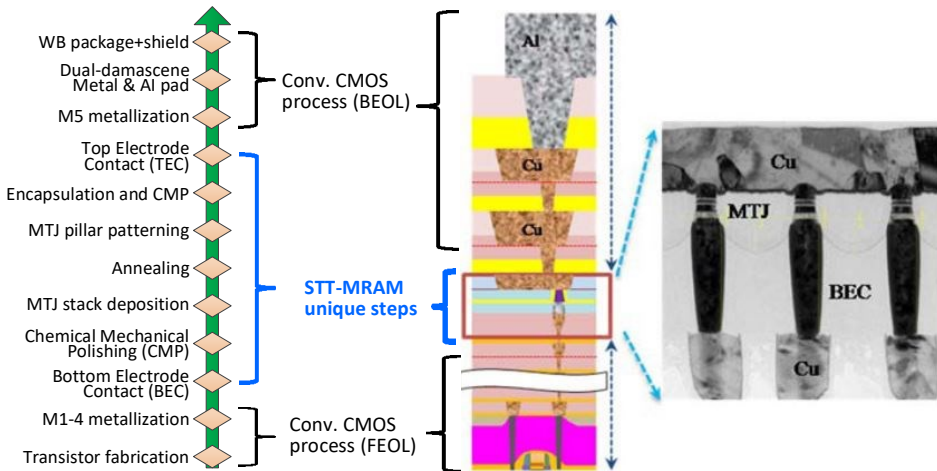 WB package+shield
Dual-damascene
Metal & Al pad
M5 metallization
Top Electrode
Contact (TEC)
Encapsulation and CMP
MTJ pillar patterning
Annealing
MTJ stack deposition
Chemical Mechanical
Polishing (CMP)
Bottom Electrode
Contact (BEC)
M1-4 metallization
Transistor fabrication
Conv. CMOS
process (BEOL)
STT-MRAM
unique steps
Conv. CMOS
process (FEOL)
Al
Cu
Cu
Cu
MTJ
BEC
Cu